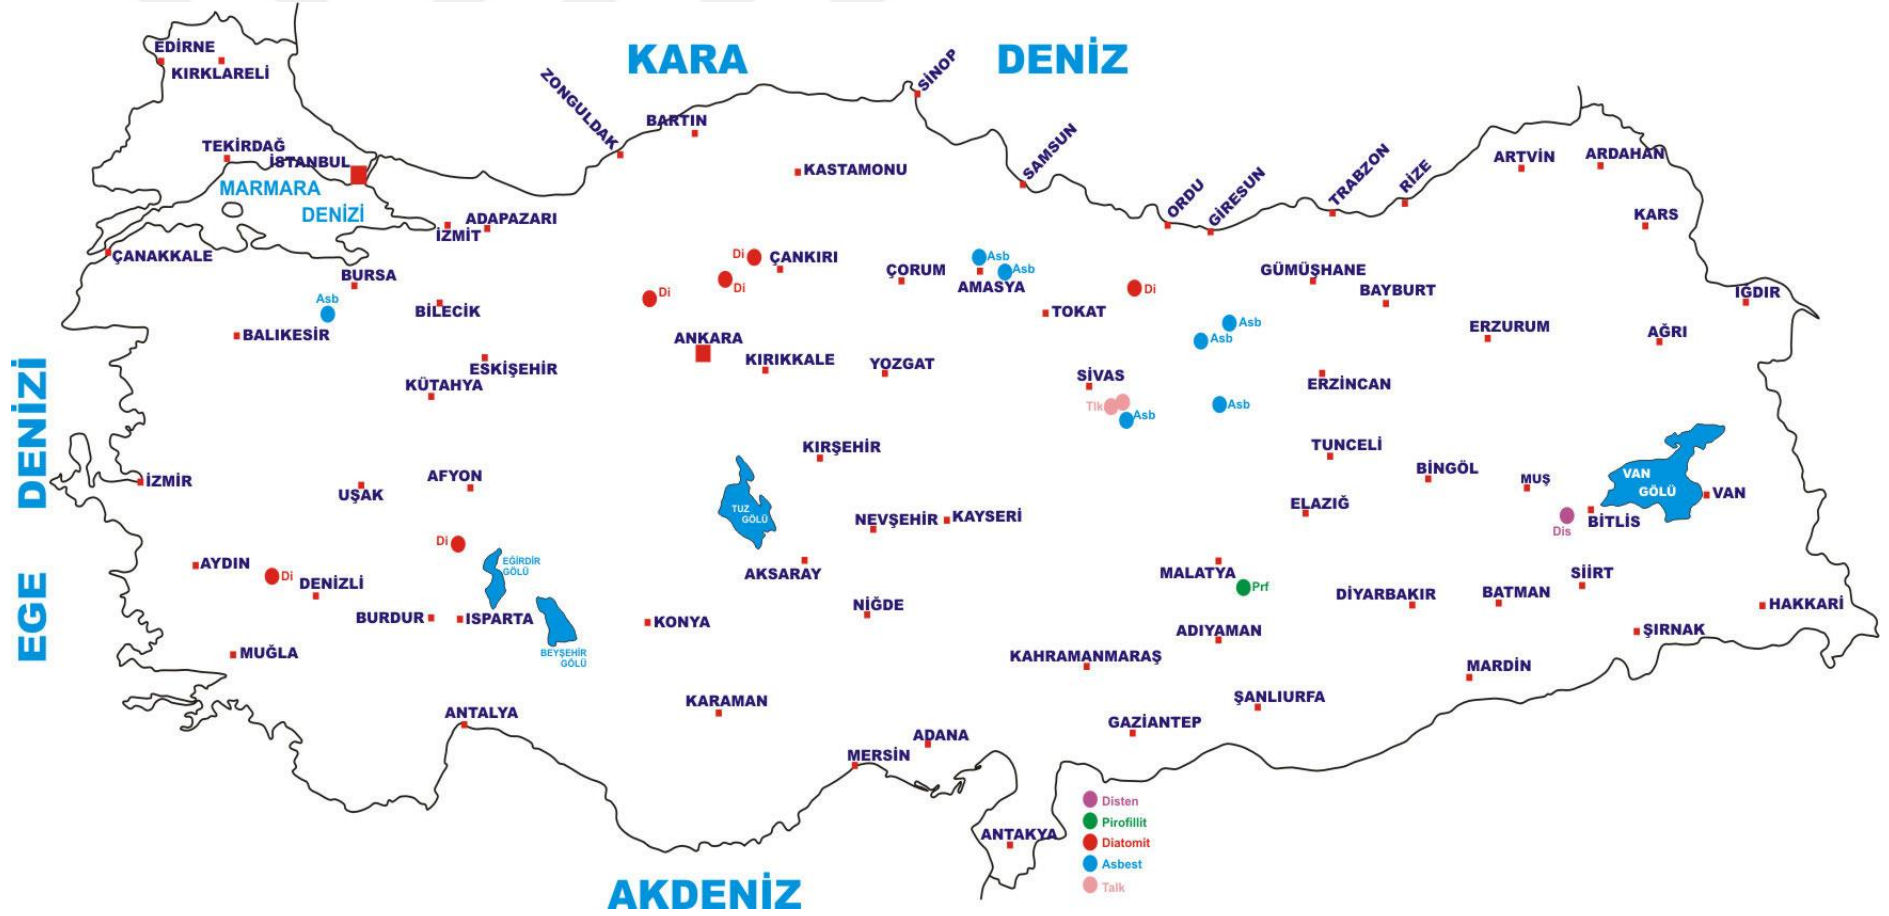 KARA DENİZ
EDİRNE
KIRKLARELİ
TEKİRDAĞ
İSTANBUL
MARMARA
DENİZİ
ZONGULDAK
BARTIN
KASTAMONU
SİNOP
SAMSUN
ORDU
GİRESUN
TRABZON
RİZE
ARTVİN
ARDAHAN
KARS
ADAPAZARI
İZMİT
ÇANAKKALE
BURSA
Asb
BİLECİK
BALIKESİR
ESKİŞEHİR
KÜTAHYA
Di
Di
Di
ÇANKIRI
ÇORUM
Asb
Asb
AMASYA
TOKAT
Di
GÜMÜŞHANE
BAYBURT
IĞDIR
ERZURUM
AĞRI
Asb
Asb
ANKARA
KIRIKKALE
YOZGAT
SİVAS
Tlk
Asb
Asb
ERZİNCAN
EGE DENİZİ
İZMİR
UŞAK
AFYON
KIRŞEHİR
TUZ
GÖLÜ
NEVŞEHİR
KAYSERİ
TUNCELİ
BİNGÖL
MUŞ
VAN
GÖLÜ
VAN
ELAZIĞ
BİTLİS
Dis
AYDIN
Di
DENİZLİ
Di
EĞİRDİR
GÖLÜ
BURDUR
ISPARTA
BEYŞEHİR
GÖLÜ
KONYA
AKSARAY
NİĞDE
MALATYA
Prf
DİYARBAKIR
BATMAN
SİİRT
HAKKARİ
ŞIRNAK
ADIYAMAN
KAHRAMANMARAŞ
MARDİN
MUĞLA
ANTALYA
KARAMAN
ŞANLIURFA
GAZİANTEP
ADANA
MERSİN
ANTAKYA
Disten
Pirofillit
Diatomit
Asbest
Talk
AKDENİZ